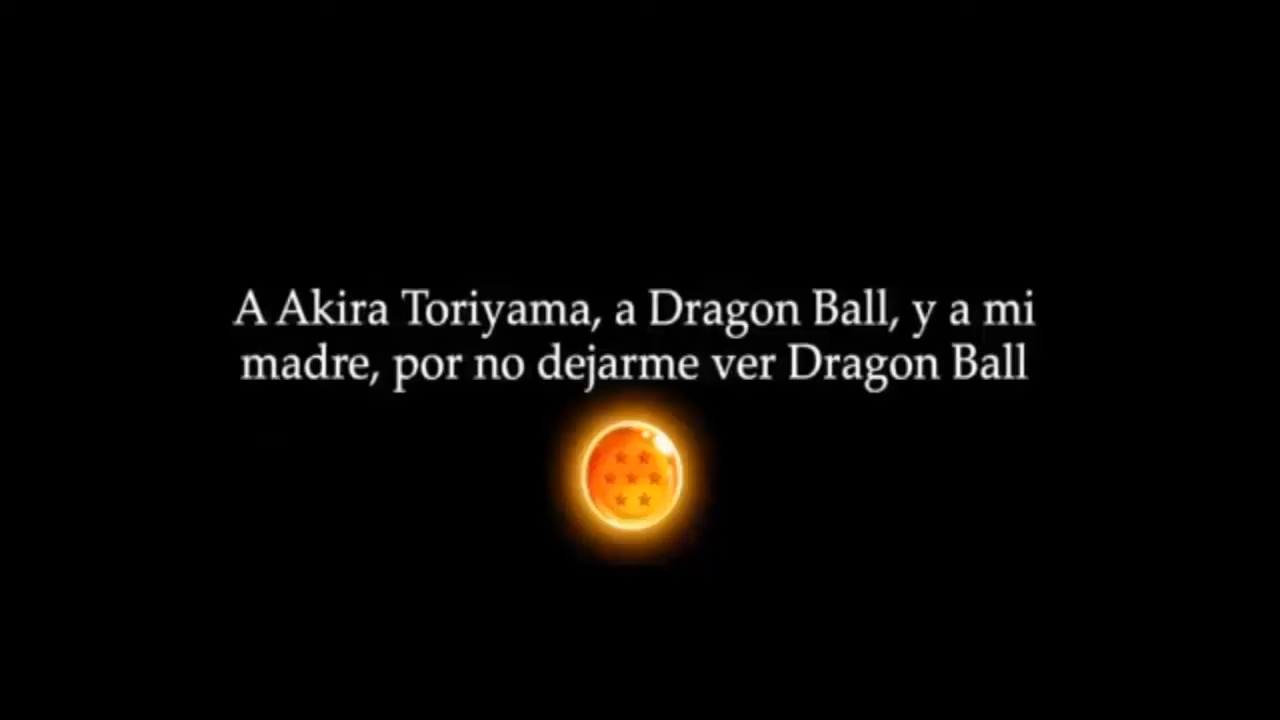 A Akira Toriyama, a Dragon Ball, y a mi
madre, por no dejarme ver Dragon Ball